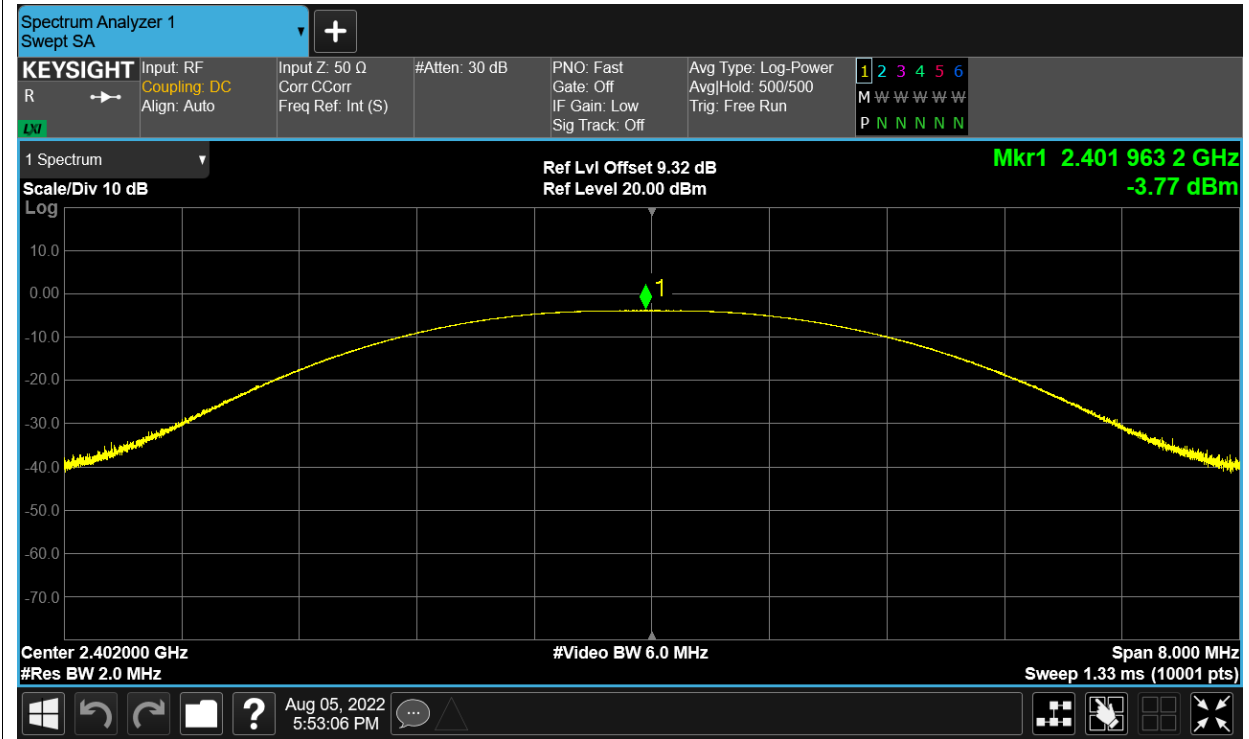 Spectrum Analyzer 1
Swept SA
KEYSIGHT
R
LXI
Input: RF
Coupling: DC
Align: Auto
Input Z: 50 Ω
Corr CCorr
Freq Ref: Int (S)
#Atten: 30 dB
PNO: Fast
Gate: Off
IF Gain: Low
Sig Track: Off
Avg Type: Log-Power
Avg|Hold: 500/500
Trig: Free Run
1 2 3 4 5 6
M W W W W W
P N N N N N
1 Spectrum
Scale/Div 10 dB
Ref Lvl Offset 9.32 dB
Ref Level 20.00 dBm
Mkr1 2.401 963 2 GHz
-3.77 dBm
Log
10.0
0.00
-10.0
-20.0
-30.0
-40.0
-50.0
-60.0
-70.0
1
Center 2.402000 GHz
#Video BW 6.0 MHz
Span 8.000 MHz
#Res BW 2.0 MHz
Sweep 1.33 ms (10001 pts)
?
Aug 05, 2022
5:53:06 PM